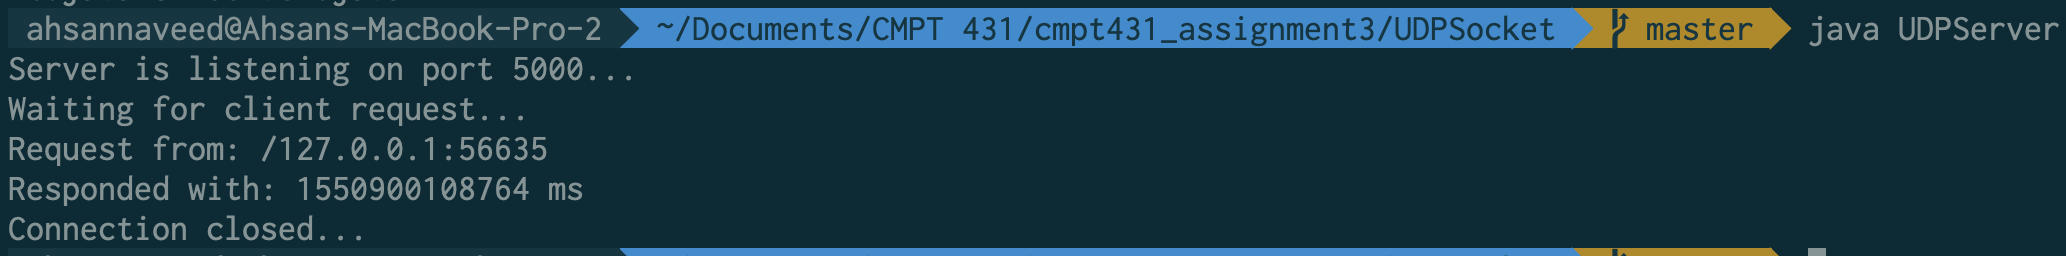 ahsannaveed@Ahsans-MacBook-Pro-2 ~/Documents/CMPT 431/cmpt431_assignment3/UDPSocket master java UDPServer
Server is listening on port 5000...
Waiting for client request...
Request from: /127.0.0.1:56635
Responded with: 1550900108764 ms
Connection closed...